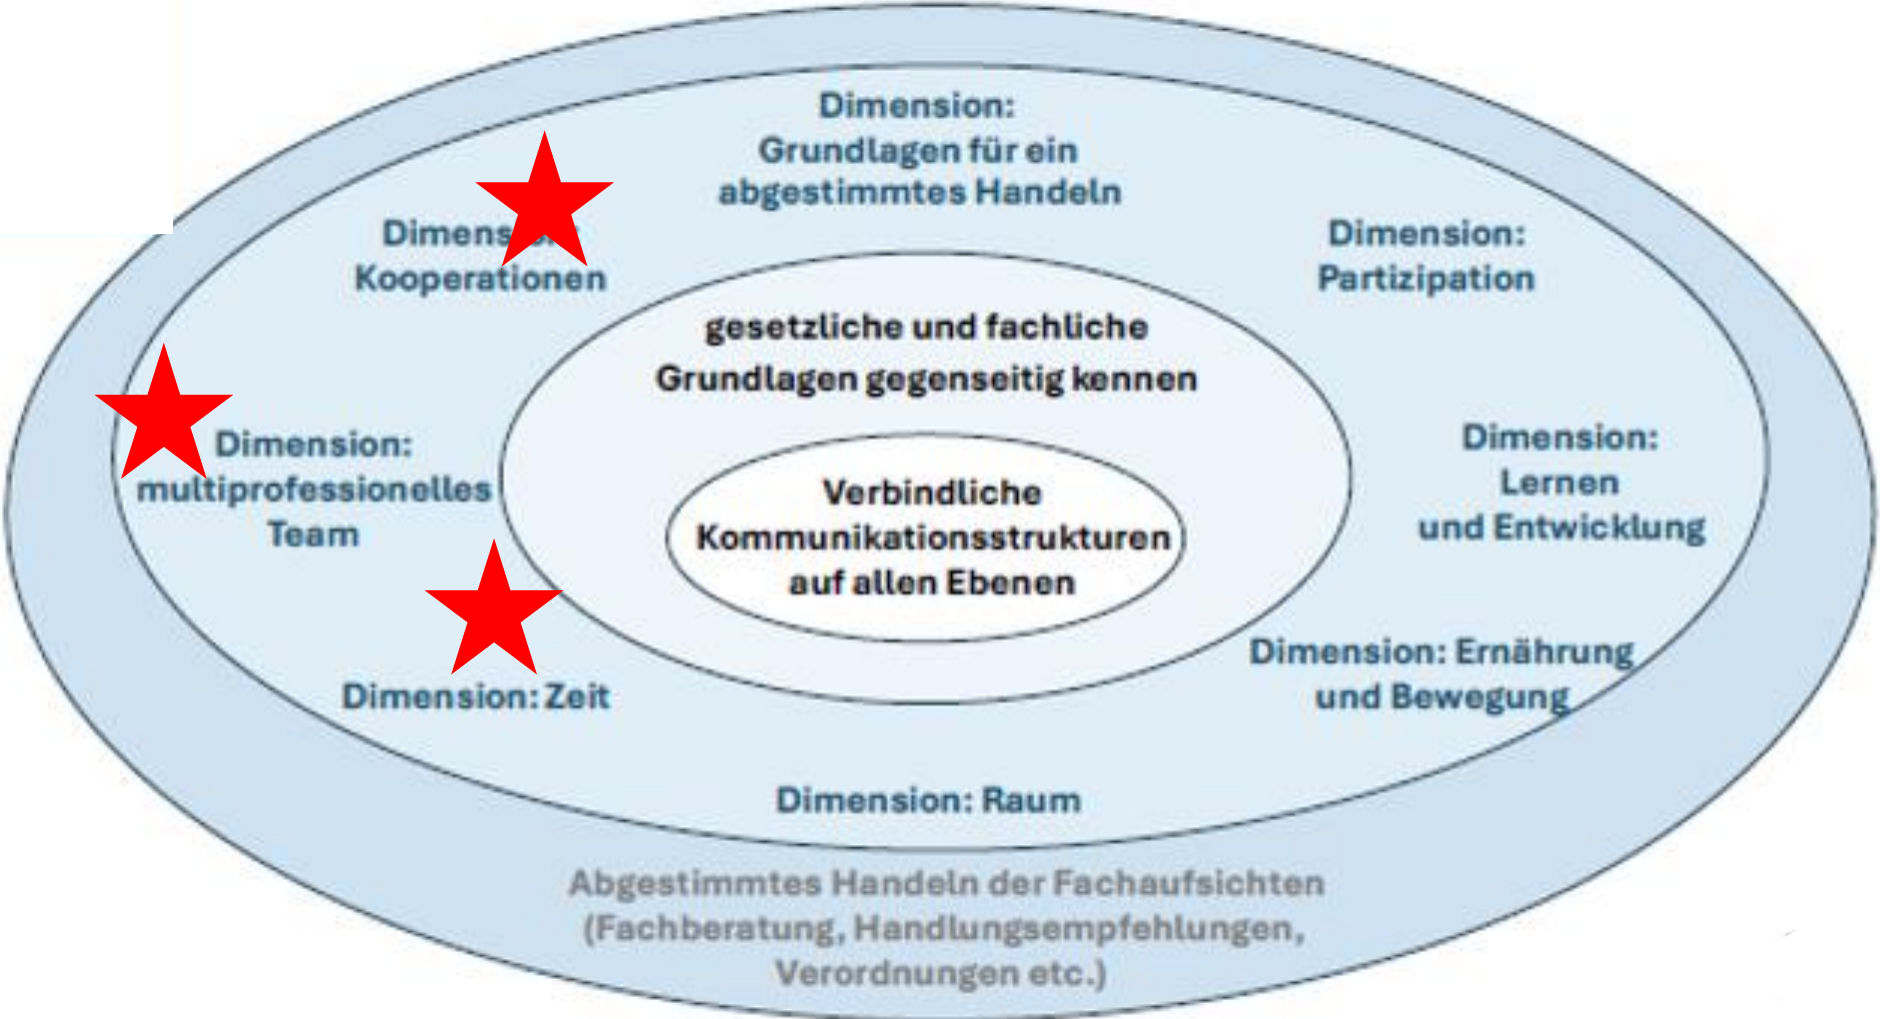 Dimension:
Grundlagen für ein
abgestimmtes Handeln
Dimension:
Kooperationen
Dimension:
Partizipation
gesetzliche und fachliche
Grundlagen gegenseitig kennen
Dimension:
multiprofessionelles
Team
Dimension:
Lernen
und Entwicklung
Verbindliche
Kommunikationsstrukturen
auf allen Ebenen
Dimension: Zeit
Dimension: Ernährung
und Bewegung
Dimension: Raum
Abgestimmtes Handeln der Fachaufsichten
(Fachberatung, Handlungsempfehlungen,
Verordnungen etc.)